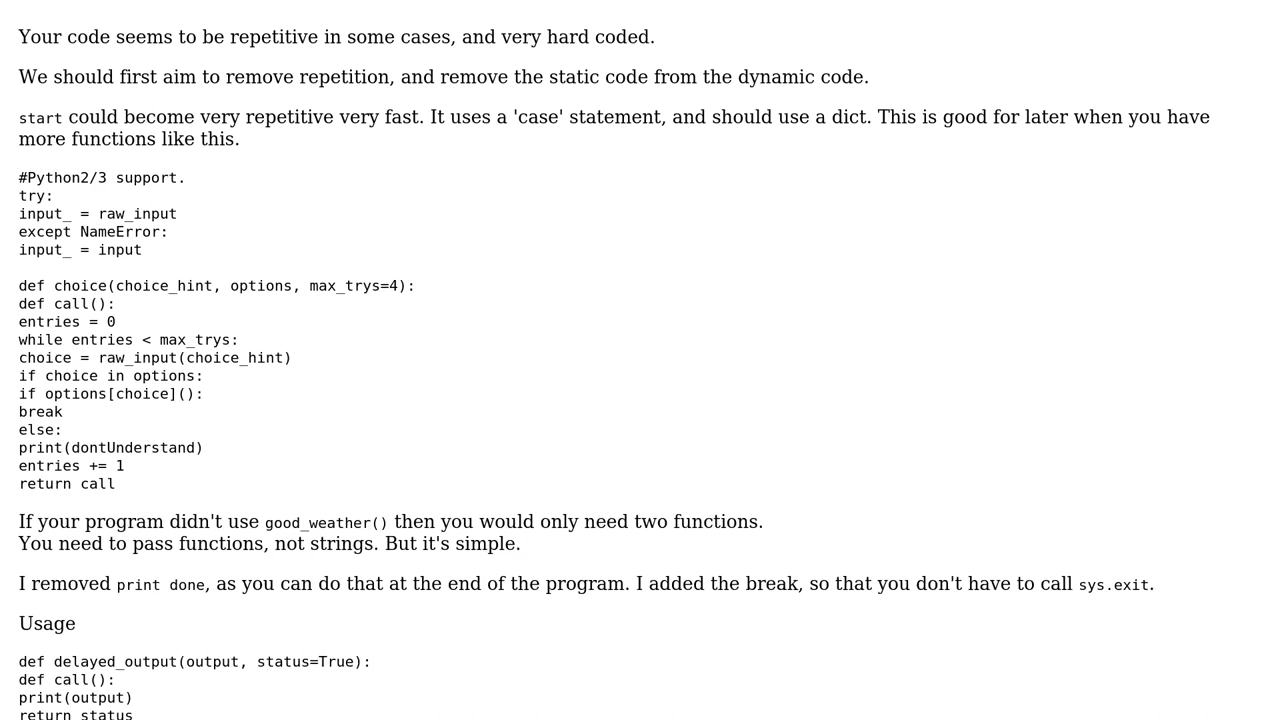 Your code seems to be repetitive in some cases, and very hard coded.
We should first aim to remove repetition, and remove the static code from the dynamic code.
start could become very repetitive very fast. It uses a 'case' statement, and should use a dict. This is good for later when you have
more functions like this.
#Python2/3 support.
try:
input_ = raw_input
except NameError:
input_ = input
def choice(choice_hint, options, max_trys=4):
def call():
entries = 0
while entries < max_trys:
choice = raw_input(choice_hint)
if choice in options:
if options[choice]():
break
else:
print(dontUnderstand)
entries += 1
return call
If your program didn't use good_weather() then you would only need two functions.
You need to pass functions, not strings. But it's simple.
I removed print done, as you can do that at the end of the program. I added the break, so that you don't have to call sys.exit.
Usage
def delayed_output(output, status=True):
def call():
print(output)
return status